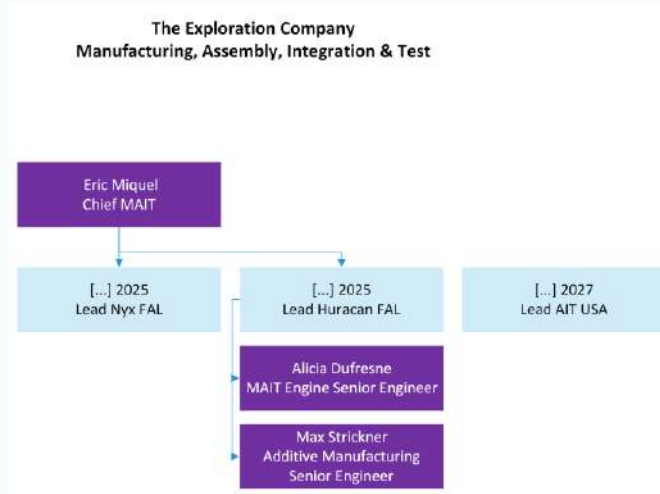 The Exploration Company
Manufacturing, Assembly, Integration & Test
Eric Miquel
Chief MAIT
[...] 2025
Lead Nyx FAL
[...] 2025
Lead Huracan FAL
[...] 2027
Lead AIT USA
Alicia Dufresne
MAIT Engine Senior Engineer
Max Strickner
Additive Manufacturing
Senior Engineer